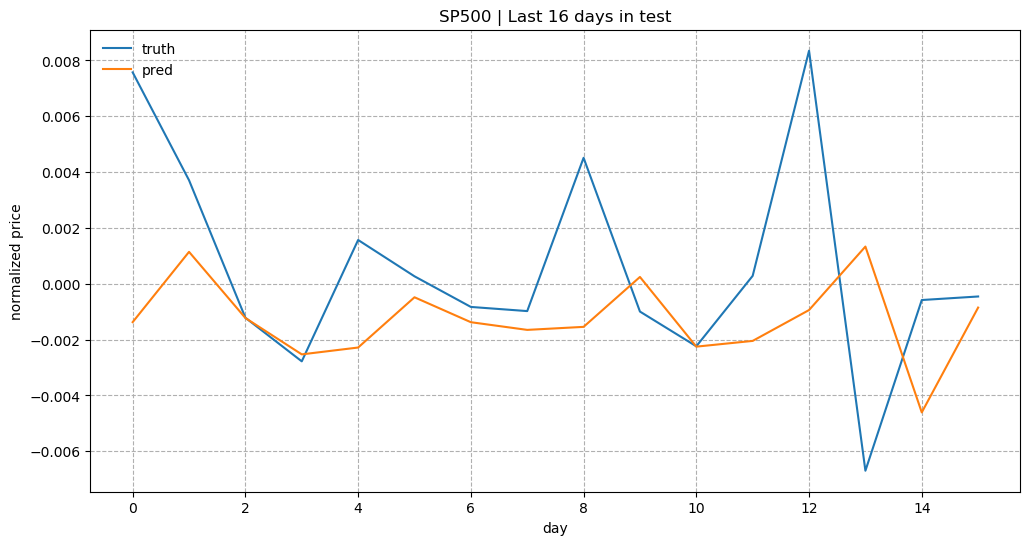 SP500 | Last 16 days in test
truth
pred
0.008
0.006
0.004
0.002
0.000
−0.002
−0.004
−0.006
normalized price
0 2 4 6 8 10 12 14
day